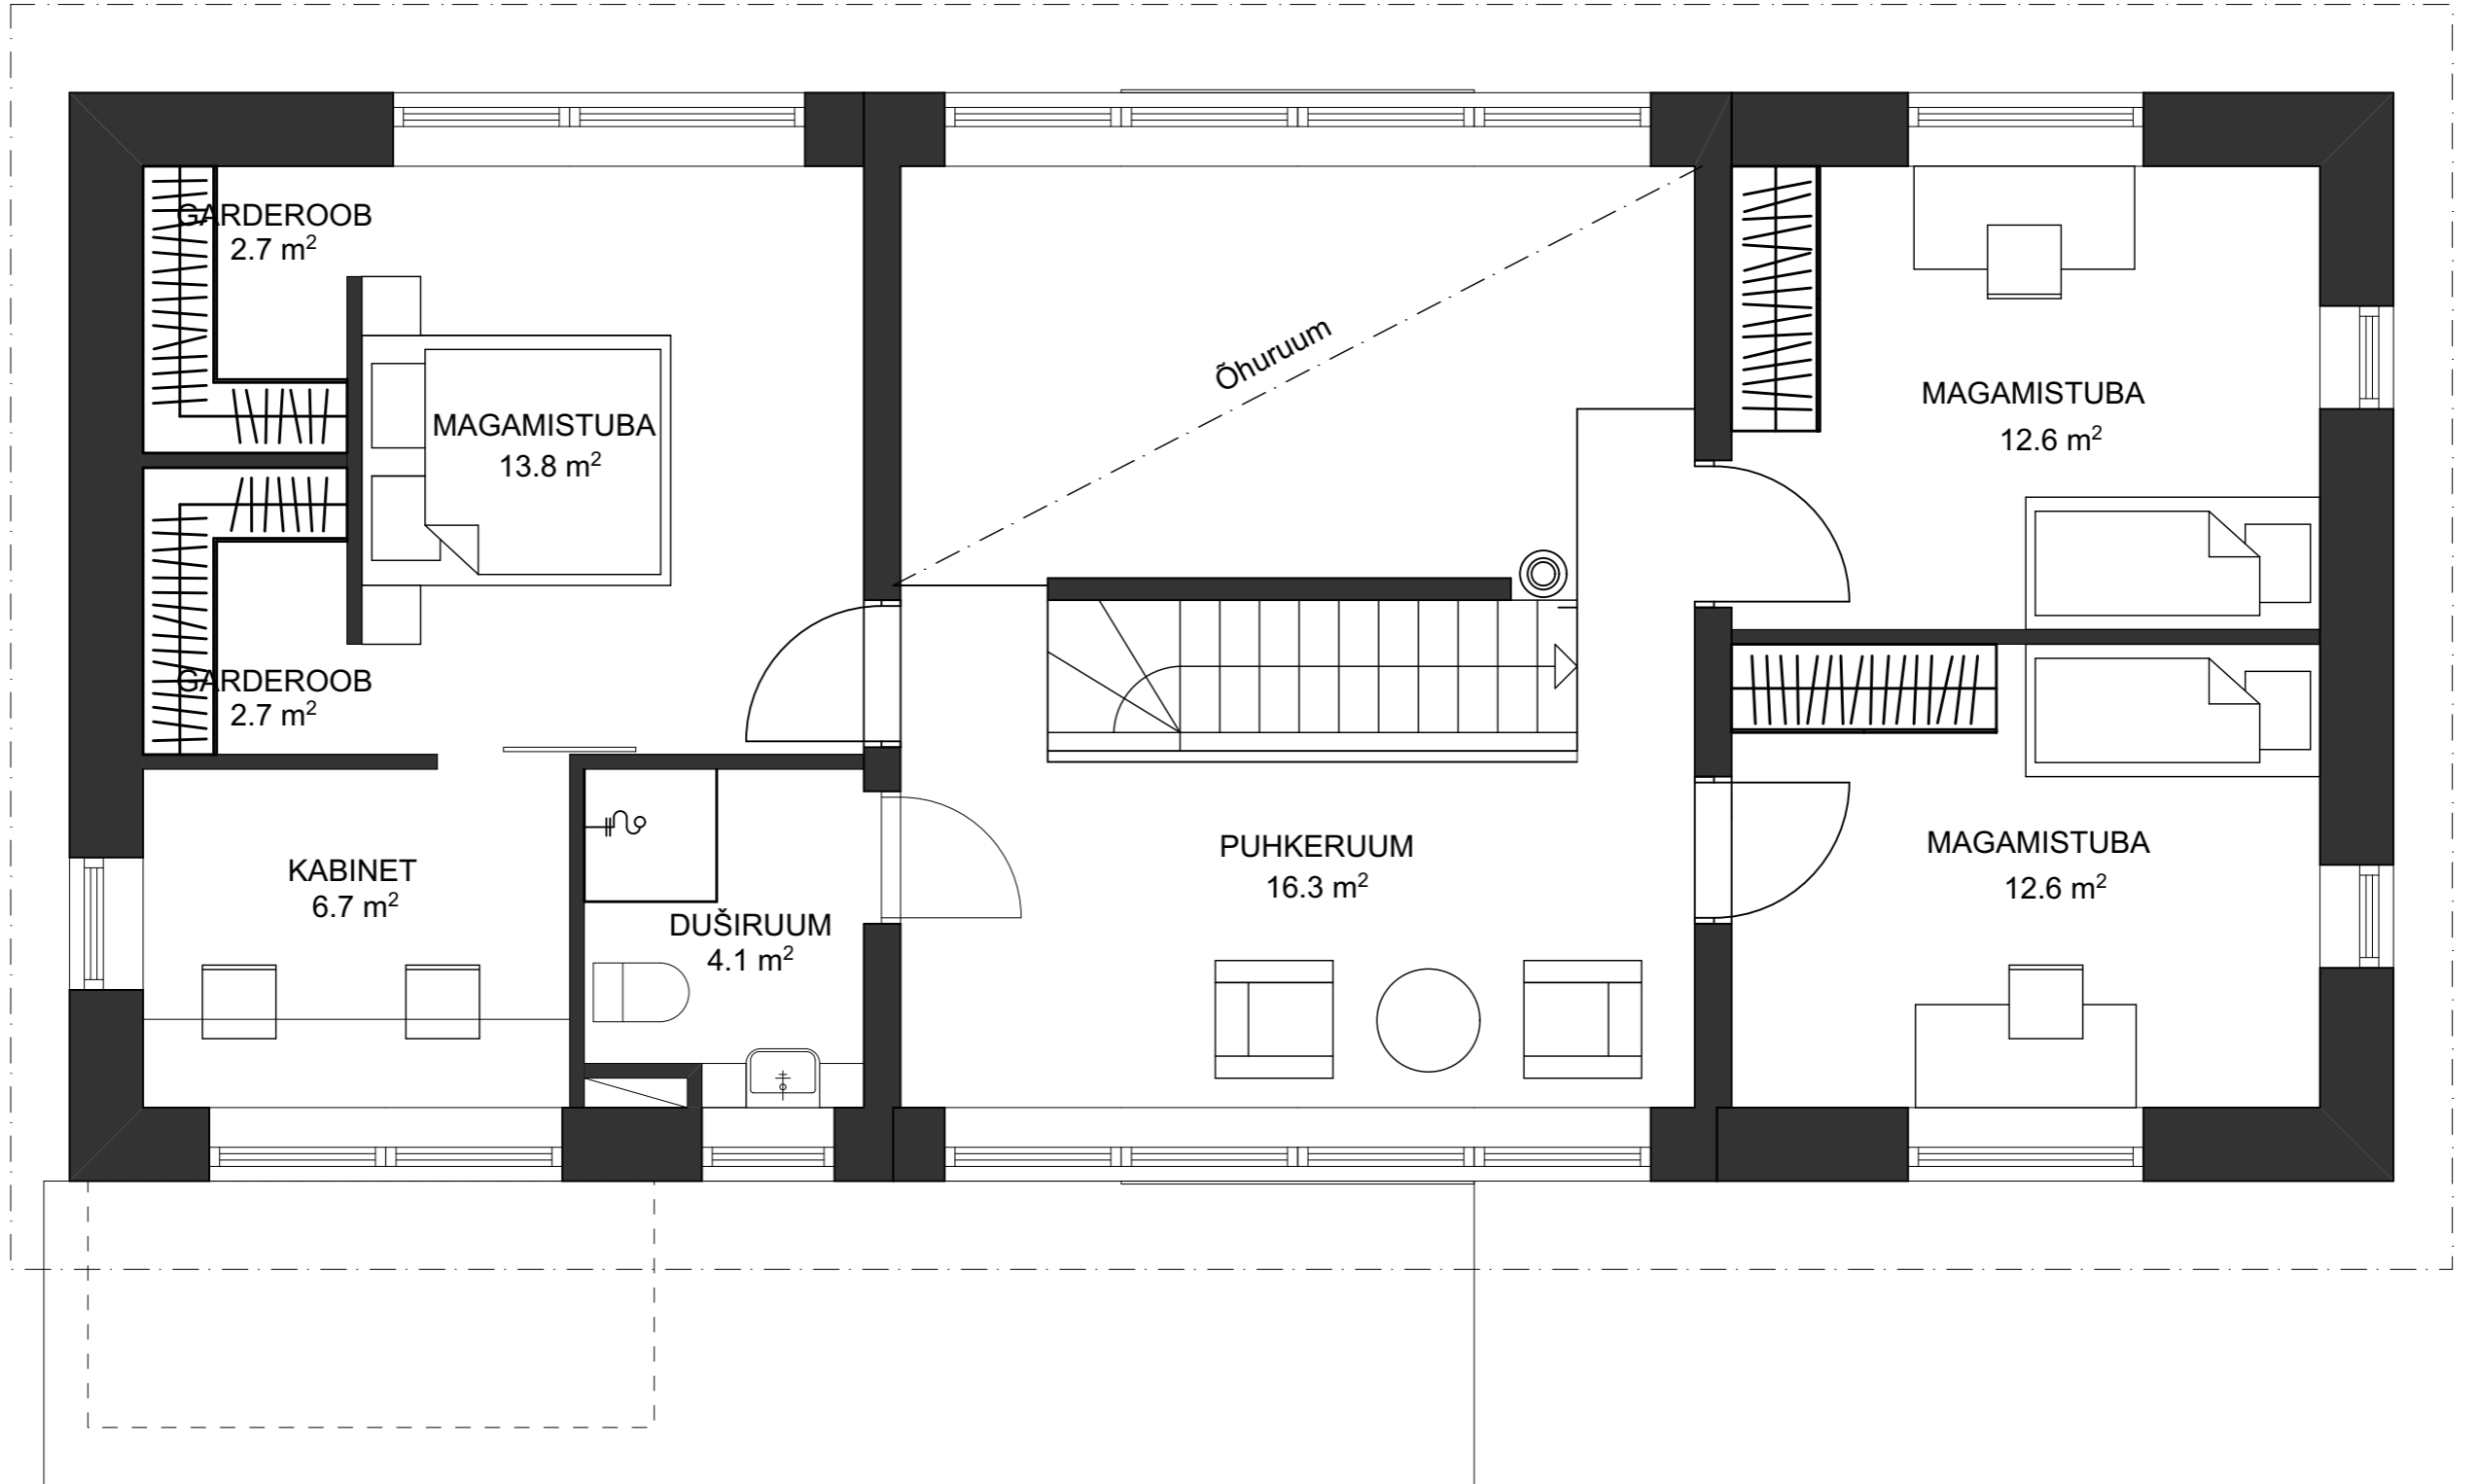 GARDEROOB
2.7 m²
MAGAMISTUBA
13.8 m²
GARDEROOB
2.7 m²
Õhuruum
MAGAMISTUBA
12.6 m²
KABINET
6.7 m²
DUŠIRUUM
4.1 m²
PUHKERUUM
16.3 m²
MAGAMISTUBA
12.6 m²